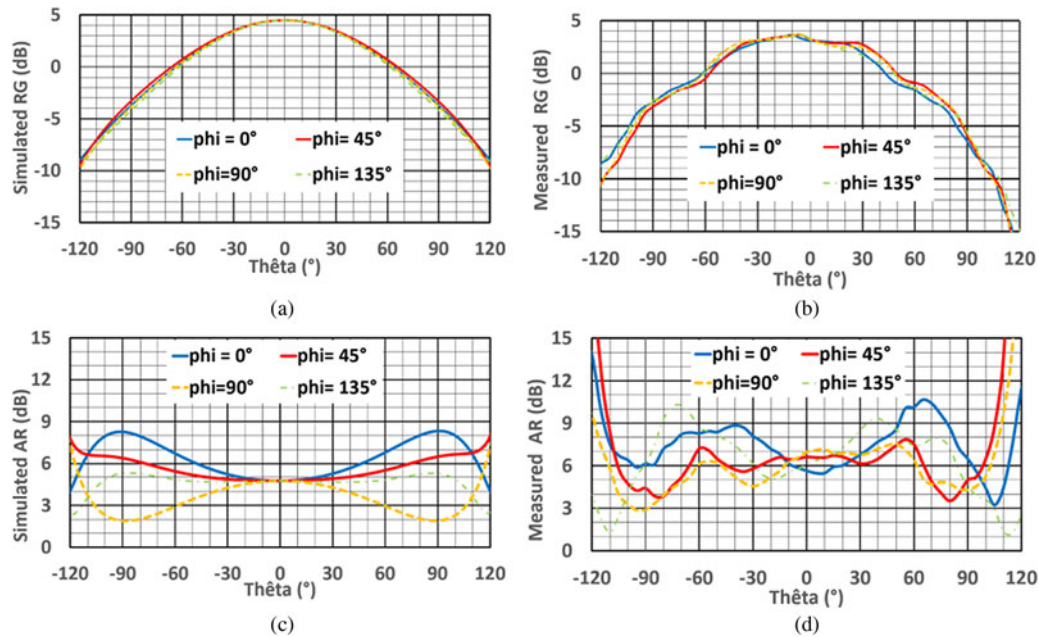 (a)
Simulated RG (dB)
5
0
-5
-10
-15
phi = 0° phi= 45°
phi=90° phi= 135°
-120 -90 -60 -30 0 30 60 90 120
Thêta (°)
(b)
Measured RG (dB)
5
0
-5
-10
-15
phi = 0° phi= 45°
phi=90° phi= 135°
-120 -90 -60 -30 0 30 60 90 120
Thêta (°)
(a) (b)
Simulated AR (dB)
15
12
9
6
3
0
phi = 0° phi= 45°
phi=90° phi= 135°
-120 -90 -60 -30 0 30 60 90 120
Thêta (°)
(c)
Measured AR (dB)
15
12
9
6
3
0
phi = 0° phi= 45°
phi=90° phi= 135°
-120 -90 -60 -30 0 30 60 90 120
Thêta (°)
(d)